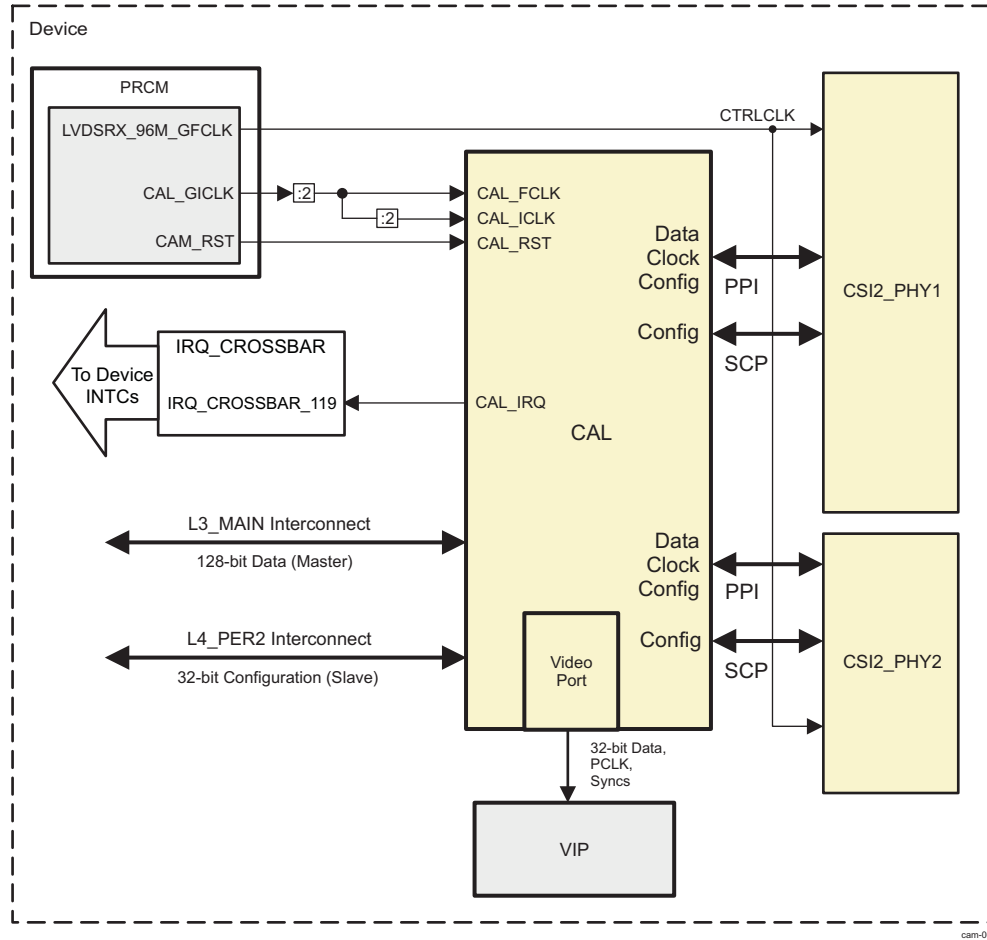 Device
PRCM
LVDSRX_96M_GFCLK
CAL_GICLK
CAM_RST
:2
:2
CTRLCLK
CAL_FCLK
CAL_ICLK
CAL_RST
Data
Clock
Config
PPI
Config
SCP
CSI2_PHY1
To Device
INTCs
IRQ_CROSSBAR
IRQ_CROSSBAR_119
CAL_IRQ
CAL
L3_MAIN Interconnect
128-bit Data (Master)
L4_PER2 Interconnect
32-bit Configuration (Slave)
Data
Clock
Config
PPI
Config
SCP
CSI2_PHY2
Video
Port
32-bit Data,
PCLK,
Syncs
VIP